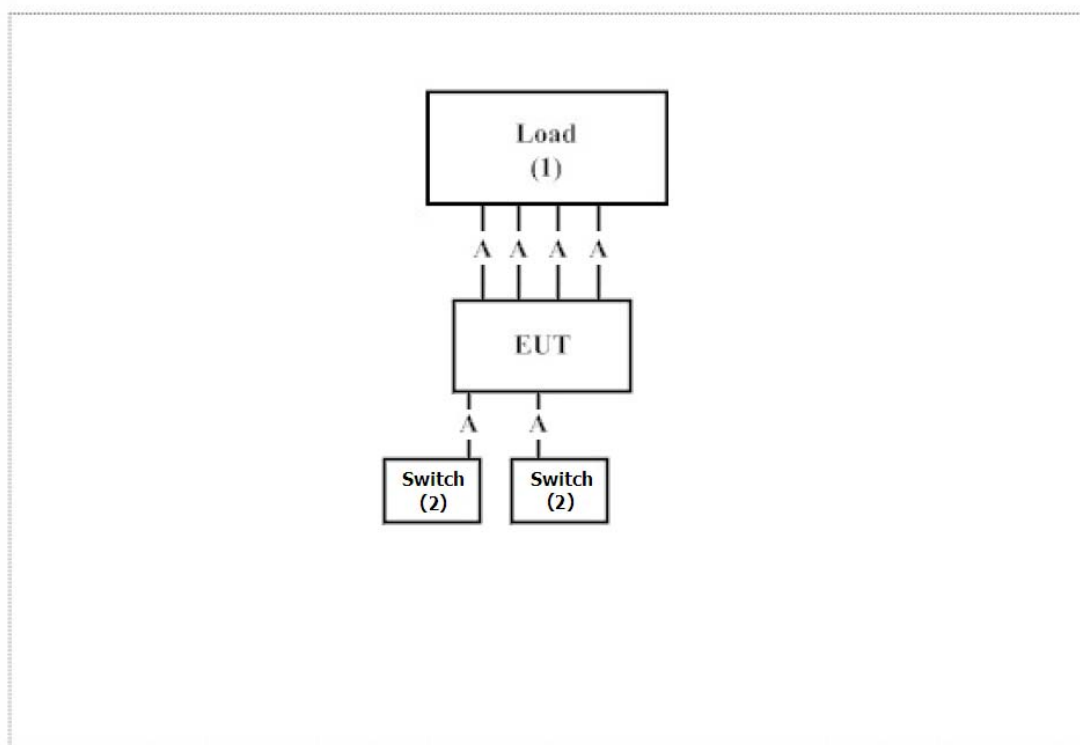 Load
(1)
A A A A
EUT
A A
Switch Switch
(2) (2)